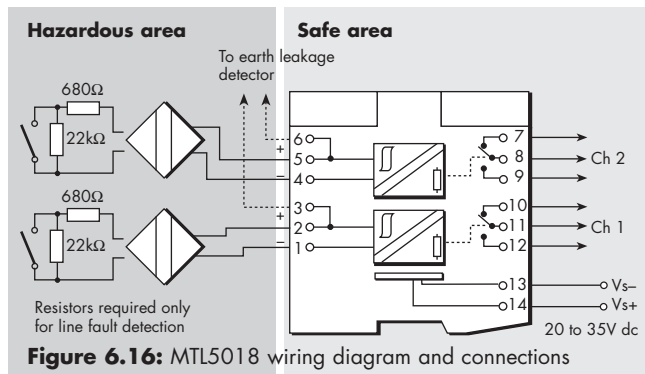 Hazardous area
Safe area
To earth leakage
detector
680Ω
22kΩ
680Ω
22kΩ
6
+
5
4
–
3
+
2
–
1
7
8
9
Ch 2
10
11
12
Ch 1
13
Vs–
14
Vs+
20 to 35V dc
Resistors required only
for line fault detection
Figure 6.16: MTL5018 wiring diagram and connections